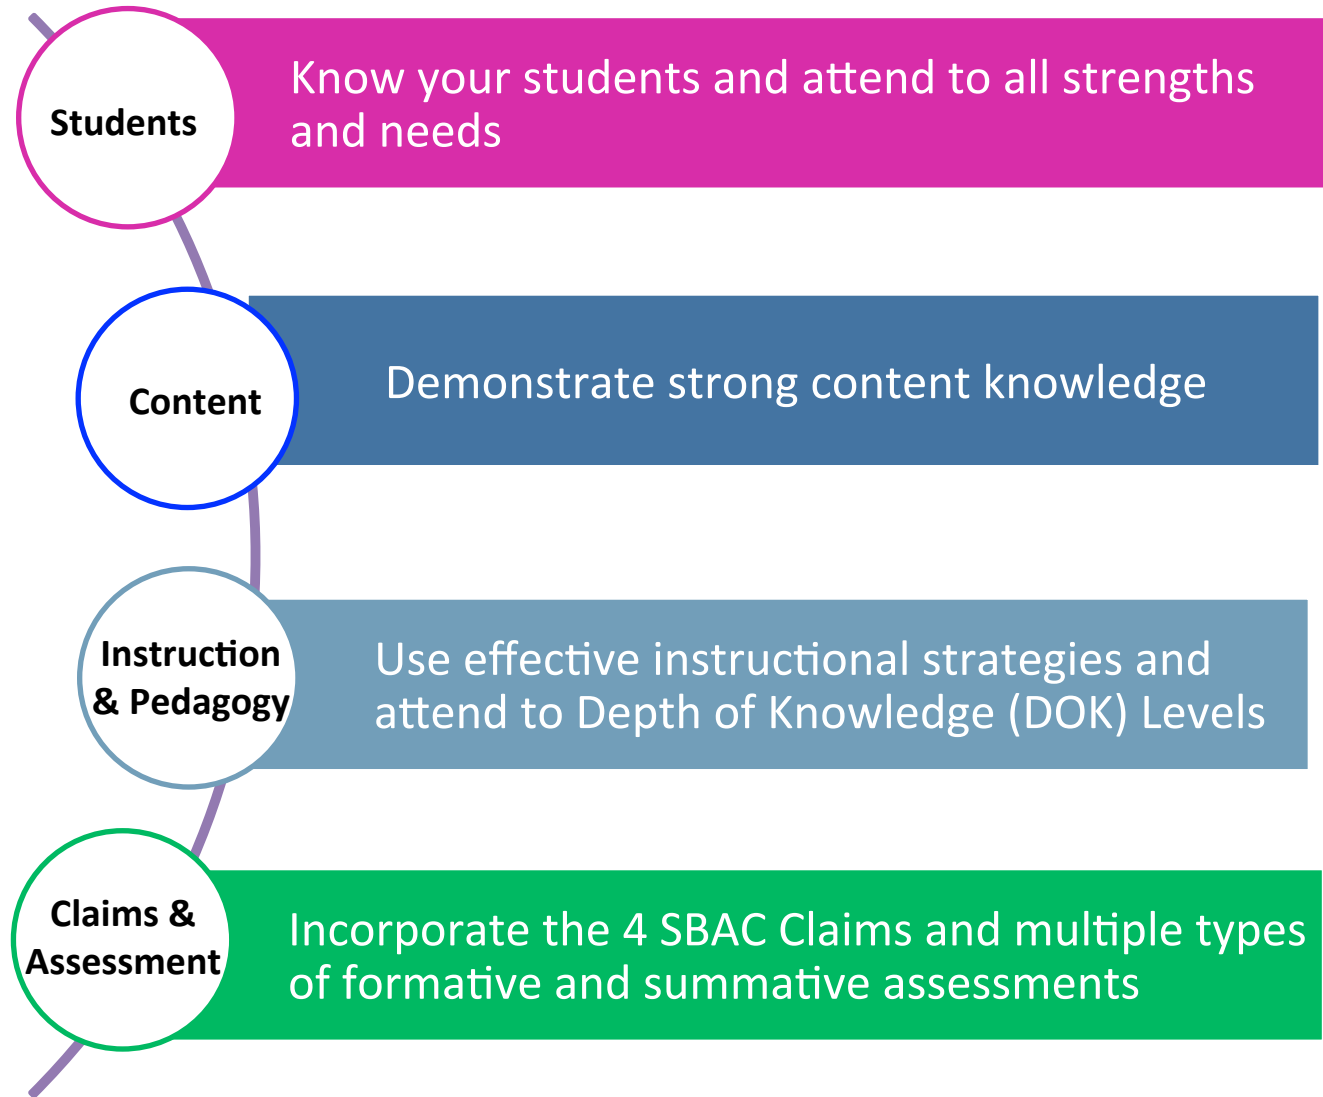 Students
Know your students and attend to all strengths
and needs
Content
Demonstrate strong content knowledge
Instruction
& Pedagogy
Use effective instructional strategies and
attend to Depth of Knowledge (DOK) Levels
Claims &
Assessment
Incorporate the 4 SBAC Claims and multiple types
of formative and summative assessments